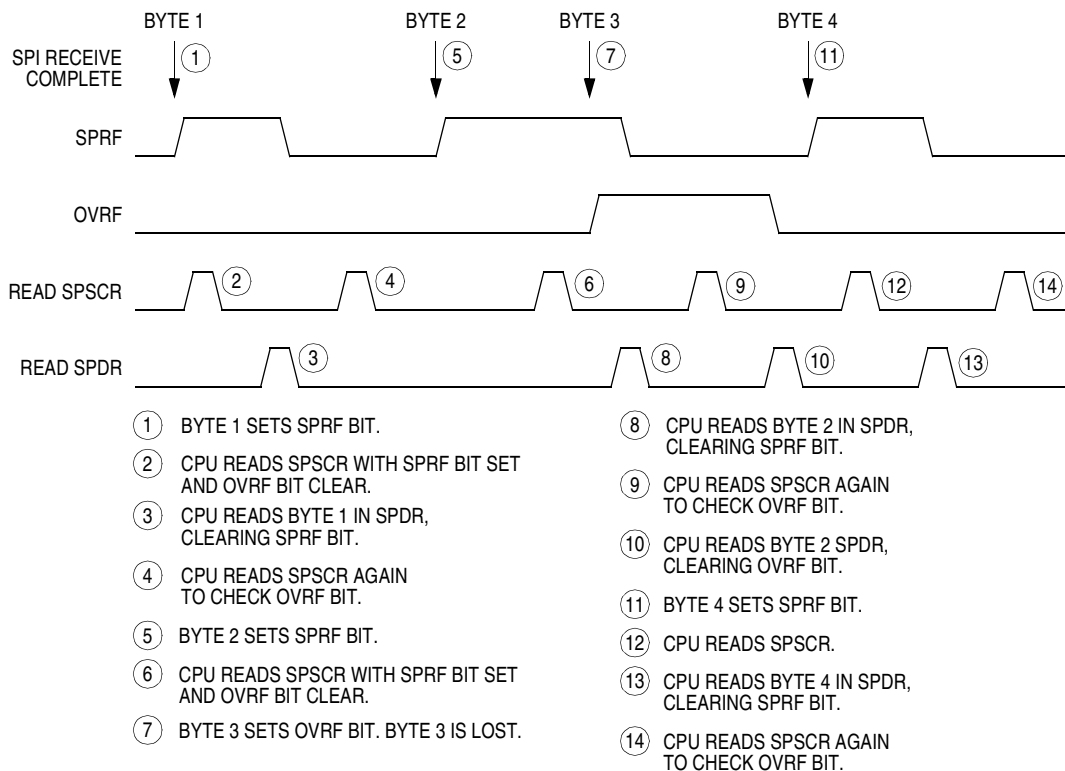 BYTE 1
BYTE 2
BYTE 3
BYTE 4
SPI RECEIVE
COMPLETE
1
5
7
11
SPRF
OVRF
READ SPSCR
2
4
6
9
12
14
READ SPDR
3
8
10
13
1 BYTE 1 SETS SPRF BIT.
2 CPU READS SPSCR WITH SPRF BIT SET
AND OVRF BIT CLEAR.
3 CPU READS BYTE 1 IN SPDR,
CLEARING SPRF BIT.
4 CPU READS SPSCR AGAIN
TO CHECK OVRF BIT.
5 BYTE 2 SETS SPRF BIT.
6 CPU READS SPSCR WITH SPRF BIT SET
AND OVRF BIT CLEAR.
7 BYTE 3 SETS OVRF BIT. BYTE 3 IS LOST.
8 CPU READS BYTE 2 IN SPDR,
CLEARING SPRF BIT.
9 CPU READS SPSCR AGAIN
TO CHECK OVRF BIT.
10 CPU READS BYTE 2 SPDR,
CLEARING OVRF BIT.
11 BYTE 4 SETS SPRF BIT.
12 CPU READS SPSCR.
13 CPU READS BYTE 4 IN SPDR,
CLEARING SPRF BIT.
14 CPU READS SPSCR AGAIN
TO CHECK OVRF BIT.